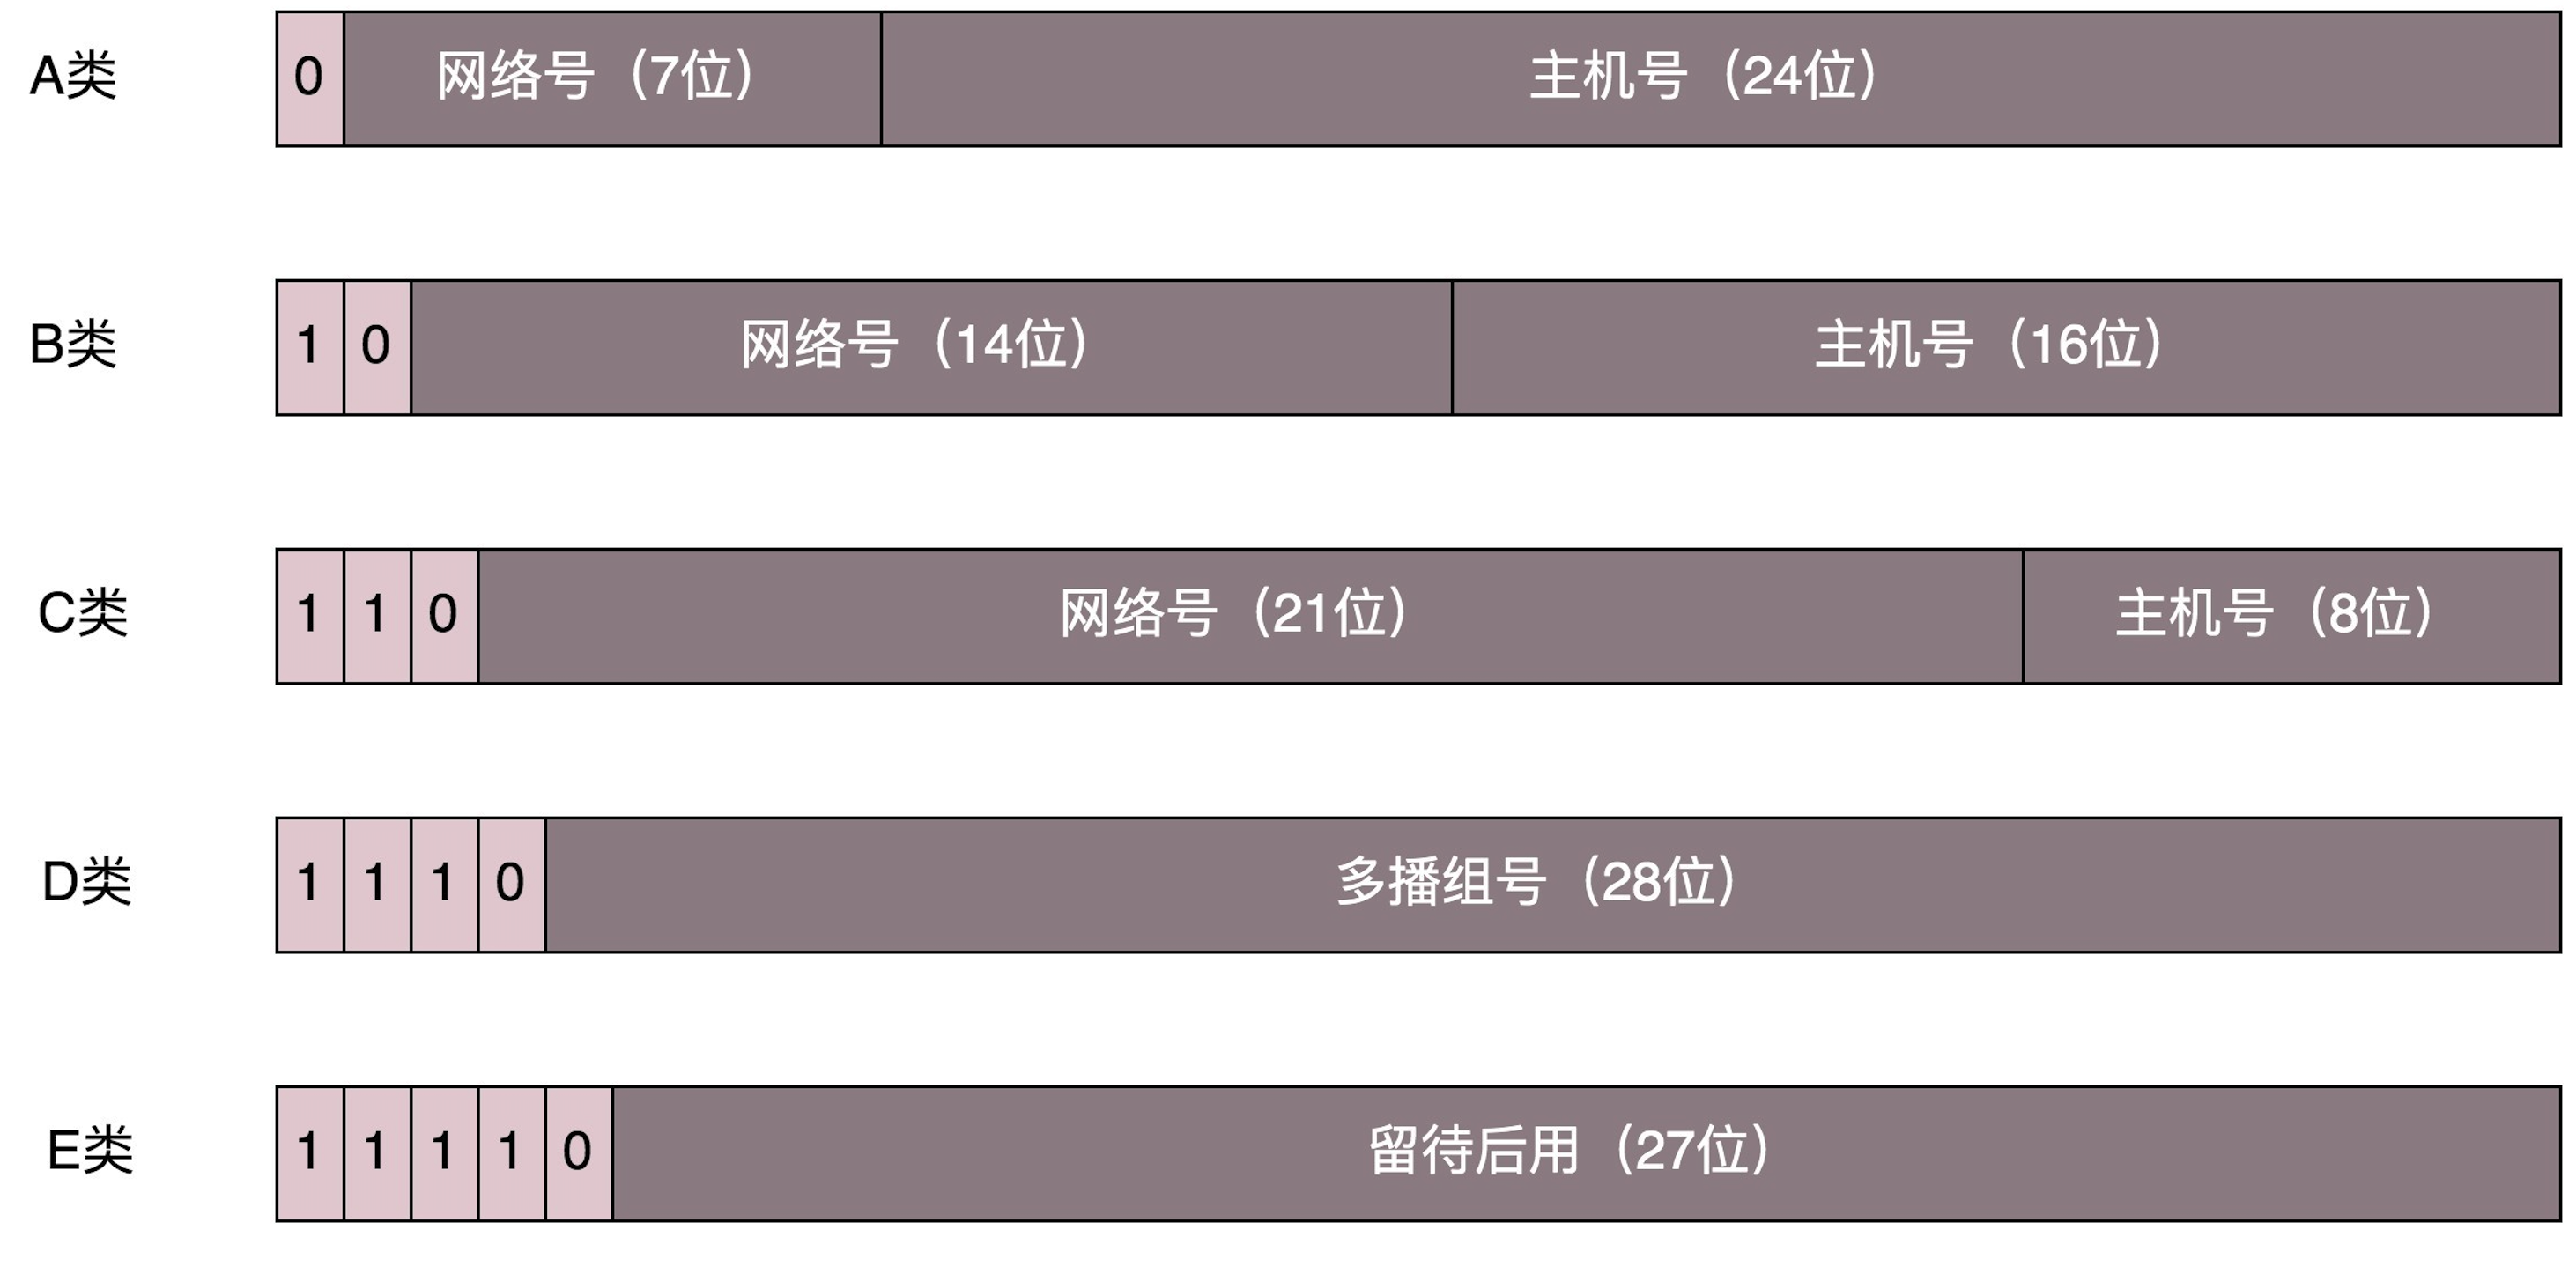 A类 0 网络号（7位） 主机号（24位）
B类 1 0 网络号（14位） 主机号（16位）
C类 1 1 0 网络号（21位） 主机号（8位）
D类 1 1 1 0 多播组号（28位）
E类 1 1 1 1 0 留待后用（27位）